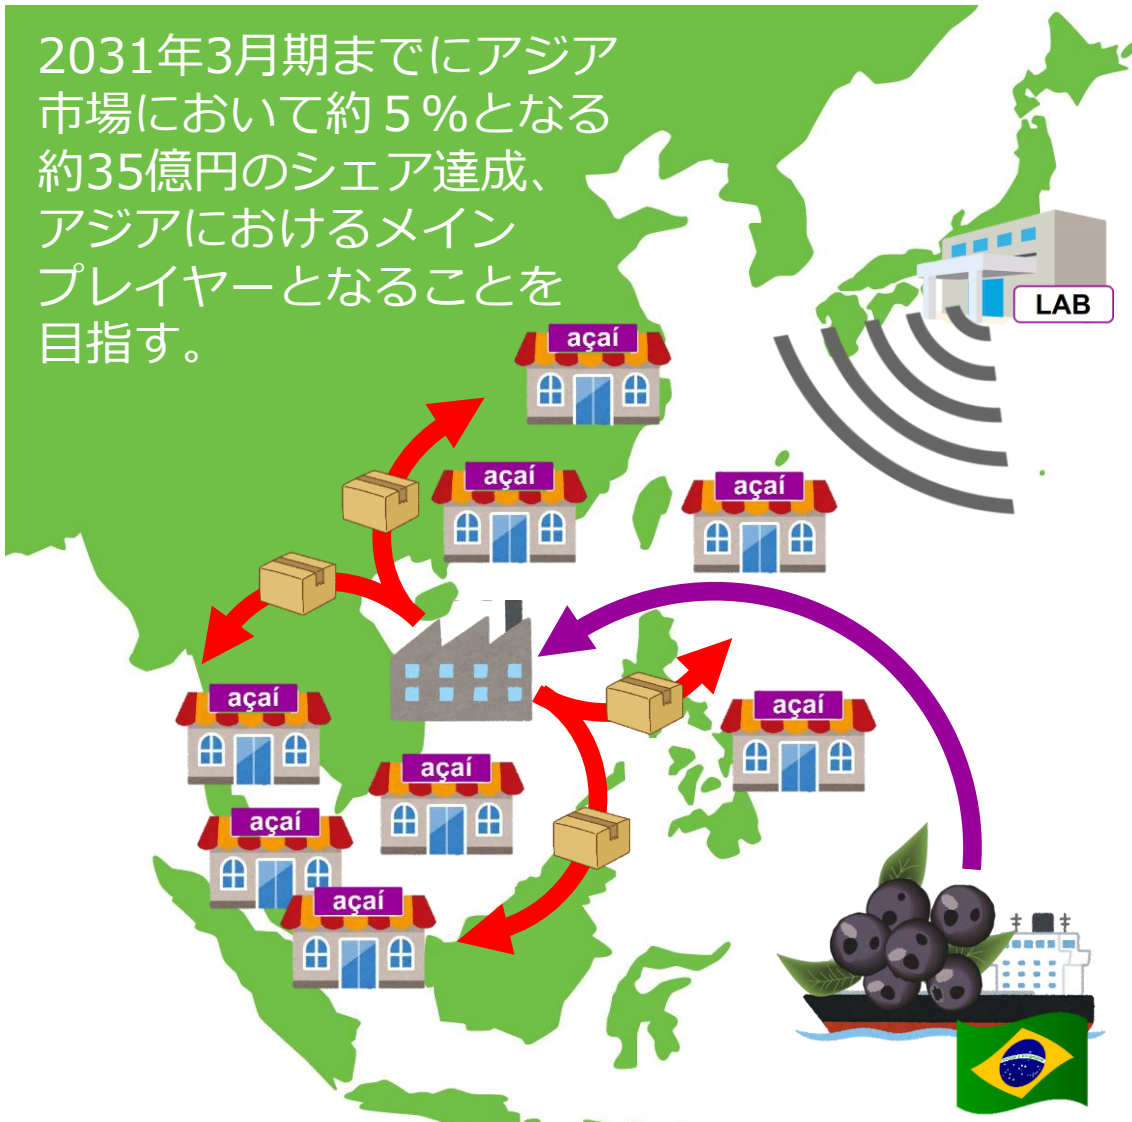 2031年3月期までにアジア
市場において約５%となる
約35億円のシェア達成、
アジアにおけるメイン
プレイヤーとなることを
目指す。
LAB
açaí
açaí
açaí
açaí
açaí
açaí
açaí
açaí